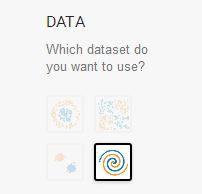 DATA
Which dataset do
you want to use?